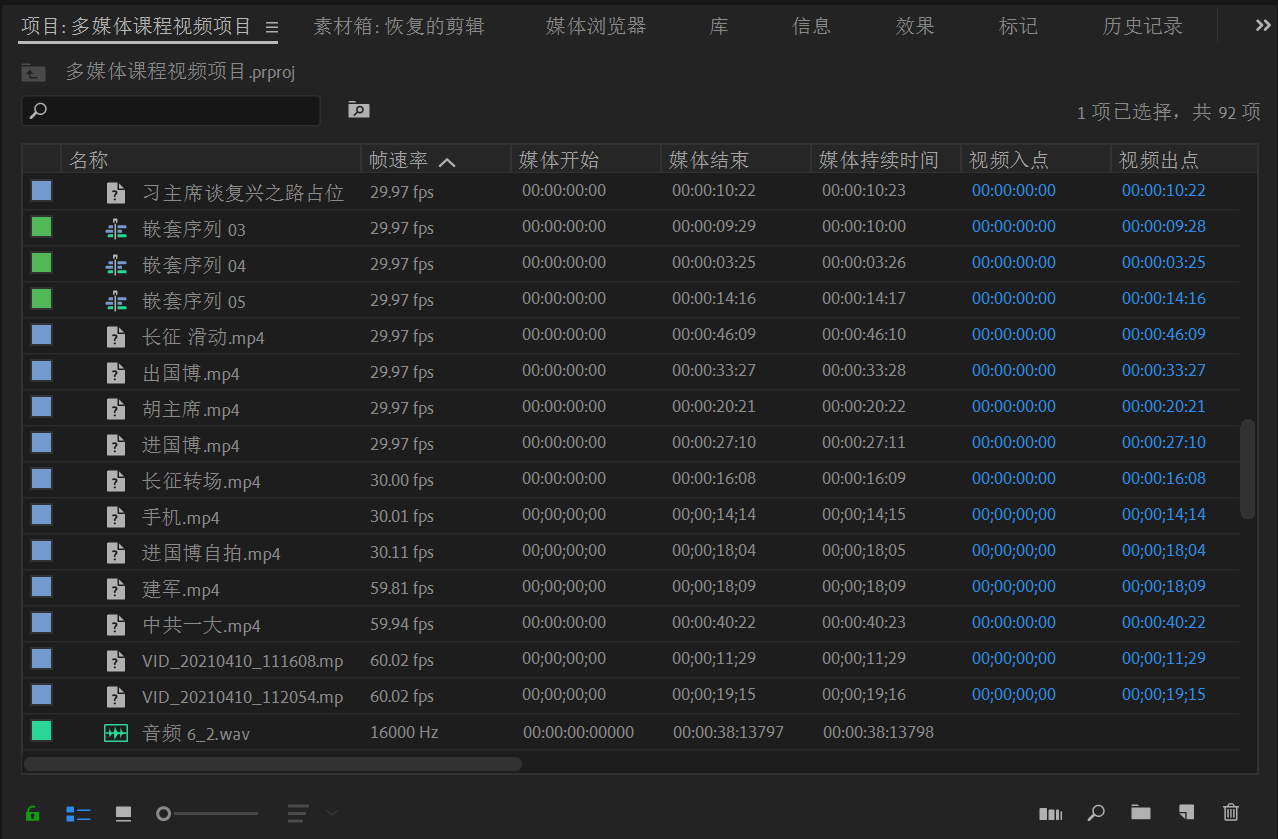 项目: 多媒体课程视频项目 素材箱: 恢复的剪辑 媒体浏览器 库 信息 效果 标记 历史记录
多媒体课程视频项目.prproj
1 项已选择，共 92 项
名称 帧速率 媒体开始 媒体结束 媒体持续时间 视频入点 视频出点
习主席谈复兴之路占位 29.97 fps 00:00:00:00 00:00:10:22 00:00:10:23 00:00:00:00 00:00:10:22
嵌套序列 03 29.97 fps 00:00:00:00 00:00:09:29 00:00:10:00 00:00:00:00 00:00:09:28
嵌套序列 04 29.97 fps 00:00:00:00 00:00:03:25 00:00:03:26 00:00:00:00 00:00:03:25
嵌套序列 05 29.97 fps 00:00:00:00 00:00:14:16 00:00:14:17 00:00:00:00 00:00:14:16
长征 滑动.mp4 29.97 fps 00:00:00:00 00:00:46:09 00:00:46:10 00:00:00:00 00:00:46:09
出国博.mp4 29.97 fps 00:00:00:00 00:00:33:27 00:00:33:28 00:00:00:00 00:00:33:27
胡主席.mp4 29.97 fps 00:00:00:00 00:00:20:21 00:00:20:22 00:00:00:00 00:00:20:21
进国博.mp4 29.97 fps 00:00:00:00 00:00:27:10 00:00:27:11 00:00:00:00 00:00:27:10
长征转场.mp4 30.00 fps 00:00:00:00 00:00:16:08 00:00:16:09 00:00:00:00 00:00:16:08
手机.mp4 30.01 fps 00;00;00;00 00;00;14;14 00;00;14;15 00;00;00;00 00;00;14;14
进国博自拍.mp4 30.11 fps 00;00;00;00 00;00;18;04 00;00;18;05 00;00;00;00 00;00;18;04
建军.mp4 59.81 fps 00;00;00;00 00;00;18;09 00;00;18;09 00;00;00;00 00;00;18;09
中共一大.mp4 59.94 fps 00:00:00:00 00:00:40:22 00:00:40:23 00:00:00:00 00:00:40:22
VID_20210410_111608.mp 60.02 fps 00;00;00;00 00;00;11;29 00;00;11;29 00;00;00;00 00;00;11;29
VID_20210410_112054.mp 60.02 fps 00;00;00;00 00;00;19;15 00;00;19;16 00;00;00;00 00;00;19;15
音频 6_2.wav 16000 Hz 00:00:00:00000 00:00:38:13797 00:00:38:13798